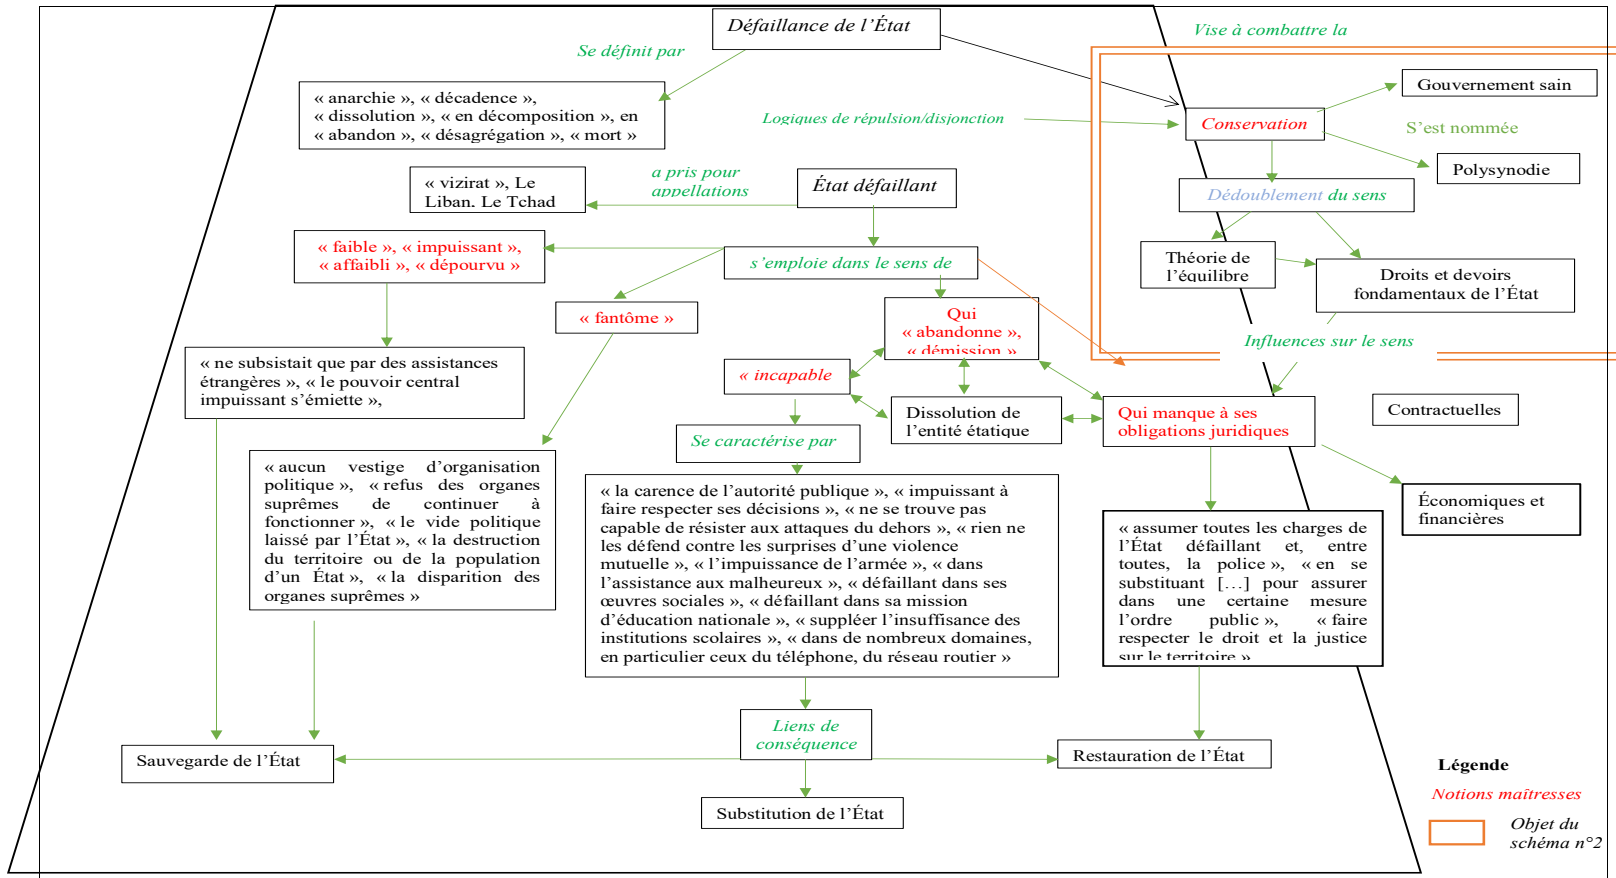 Défaillance de l’État
Vise à combattre la
Se définit par
« anarchie », « décadence »,
« dissolution », « en décomposition », en
« abandon », « désagrégation », « mort »
Logiques de répulsion/disjonction
Conservation
Gouvernement sain
S’est nommée
Polysynodie
a pris pour
appellations
« vizirat », Le
Liban. Le Tchad
État défaillant
Dédoublement du sens
« faible », « impuissant »,
« affaibli », « dépourvu »
s’emploie dans le sens de
Théorie de
l’équilibre
Droits et devoirs
fondamentaux de l’État
« fantôme »
Qui
« abandonne »,
« démission »
Influences sur le sens
« ne subsistait que par des assistances
étrangères », « le pouvoir central
impuissant s’émiette »,
« incapable
Dissolution de
l’entité étatique
Qui manque à ses
obligations juridiques
Contractuelles
Se caractérise par
« aucun vestige d’organisation
politique », « refus des organes
suprêmes de continuer à
fonctionner », « le vide politique
laissé par l’État », « la destruction
du territoire ou de la population
d’un État », « la disparition des
organes suprêmes »
« la carence de l’autorité publique », « impuissant à
faire respecter ses décisions », « ne se trouve pas
capable de résister aux attaques du dehors », « rien ne
les défend contre les surprises d’une violence
mutuelle », « l’impuissance de l’armée », « dans
l’assistance aux malheureux », « défaillant dans ses
œuvres sociales », « défaillant dans sa mission
d’éducation nationale », « suppléer l’insuffisance des
institutions scolaires », « dans de nombreux domaines,
en particulier ceux du téléphone, du réseau routier »
Économiques et
financières
« assumer toutes les charges de
l’État défaillant et, entre
toutes, la police », « en se
substituant […] pour assurer
dans une certaine mesure
l’ordre public », « faire
respecter le droit et la justice
sur le territoire »
Liens de
conséquence
Sauvegarde de l’État
Restauration de l’État
Substitution de l’État
Légende
Notions maîtresses
Objet du
schéma n°2